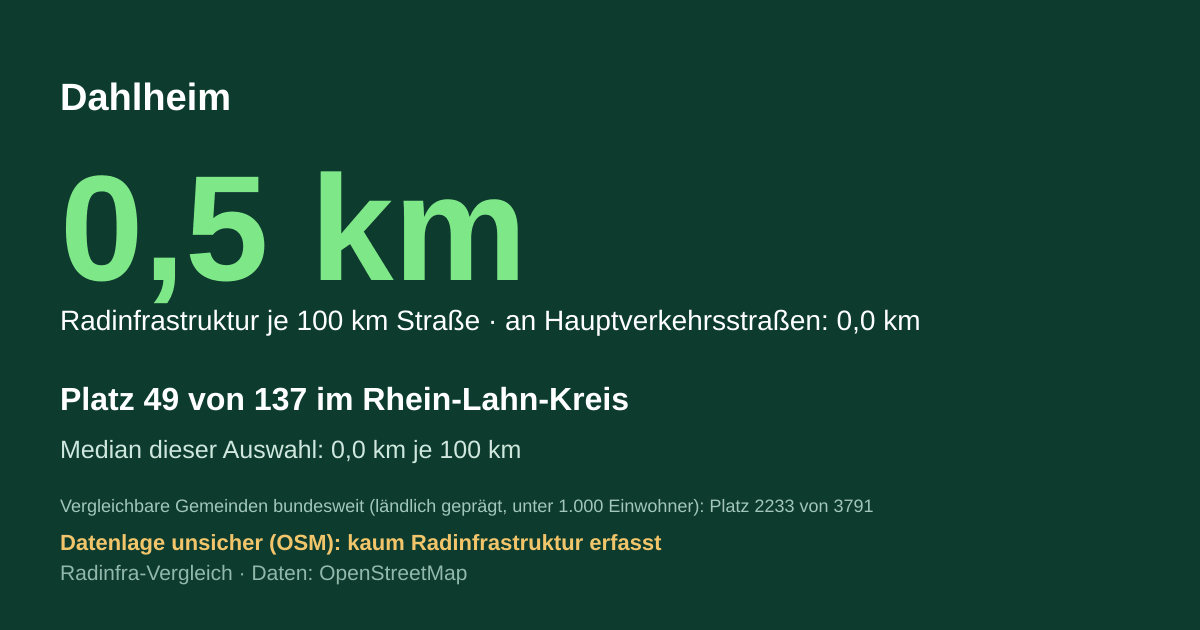 Dahlheim
0,5 km
Radinfrastruktur je 100 km Straße · an Hauptverkehrsstraßen: 0,0 km
Platz 49 von 137 im Rhein-Lahn-Kreis
Median dieser Auswahl: 0,0 km je 100 km
Vergleichbare Gemeinden bundesweit (ländlich geprägt, unter 1.000 Einwohner): Platz 2233 von 3791
Datenlage unsicher (OSM): kaum Radinfrastruktur erfasst
Radinfra-Vergleich · Daten: OpenStreetMap